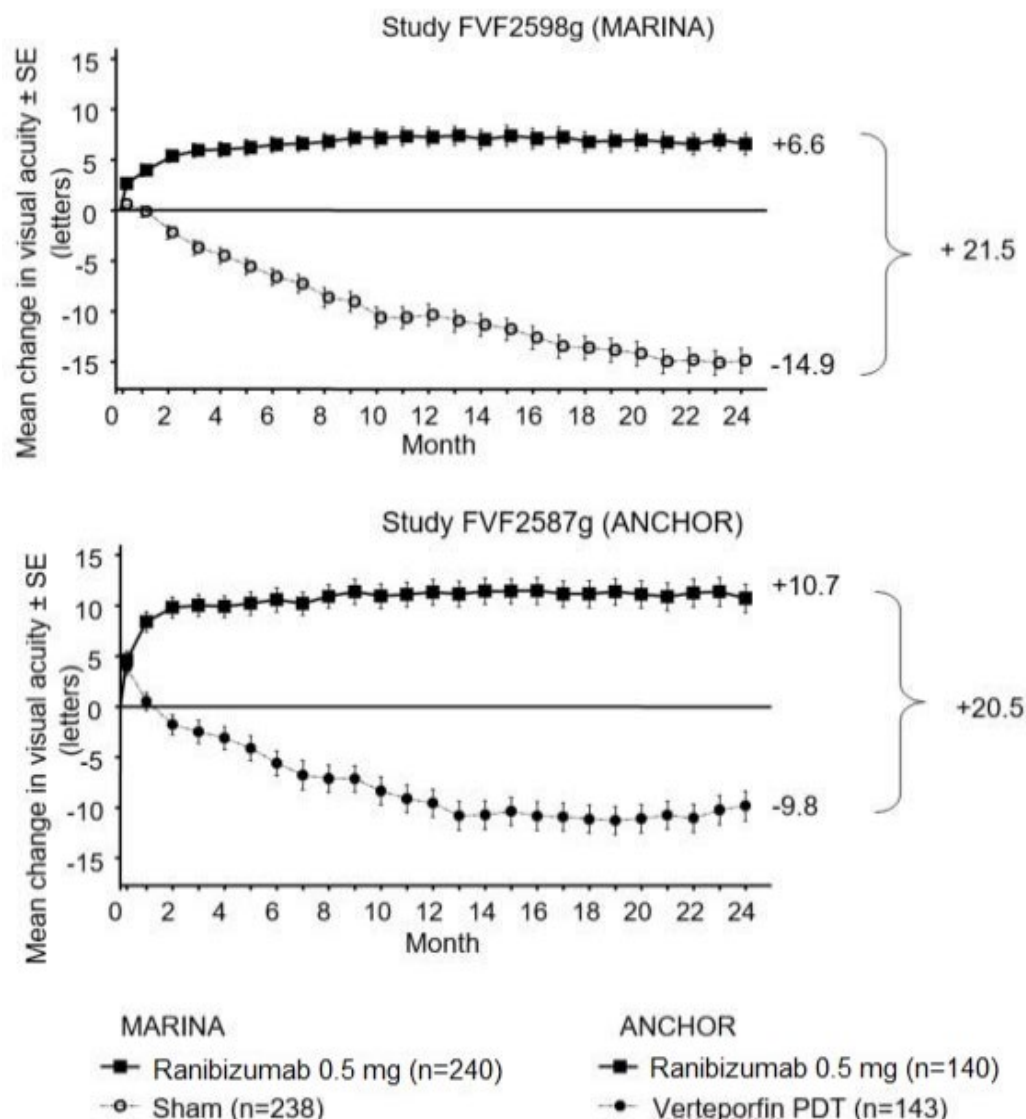 Study FVF2598g (MARINA)
Mean change in visual acuity ± SE
(letters)
15
10
5
0
-5
-10
-15
+6.6
+ 21.5
-14.9
0 2 4 6 8 10 12 14 16 18 20 22 24
Month
Study FVF2587g (ANCHOR)
Mean change in visual acuity ± SE
(letters)
15
10
5
0
-5
-10
-15
+10.7
+20.5
-9.8
0 2 4 6 8 10 12 14 16 18 20 22 24
Month
MARINA
Ranibizumab 0.5 mg (n=240)
Sham (n=238)
ANCHOR
Ranibizumab 0.5 mg (n=140)
Verteporfin PDT (n=143)